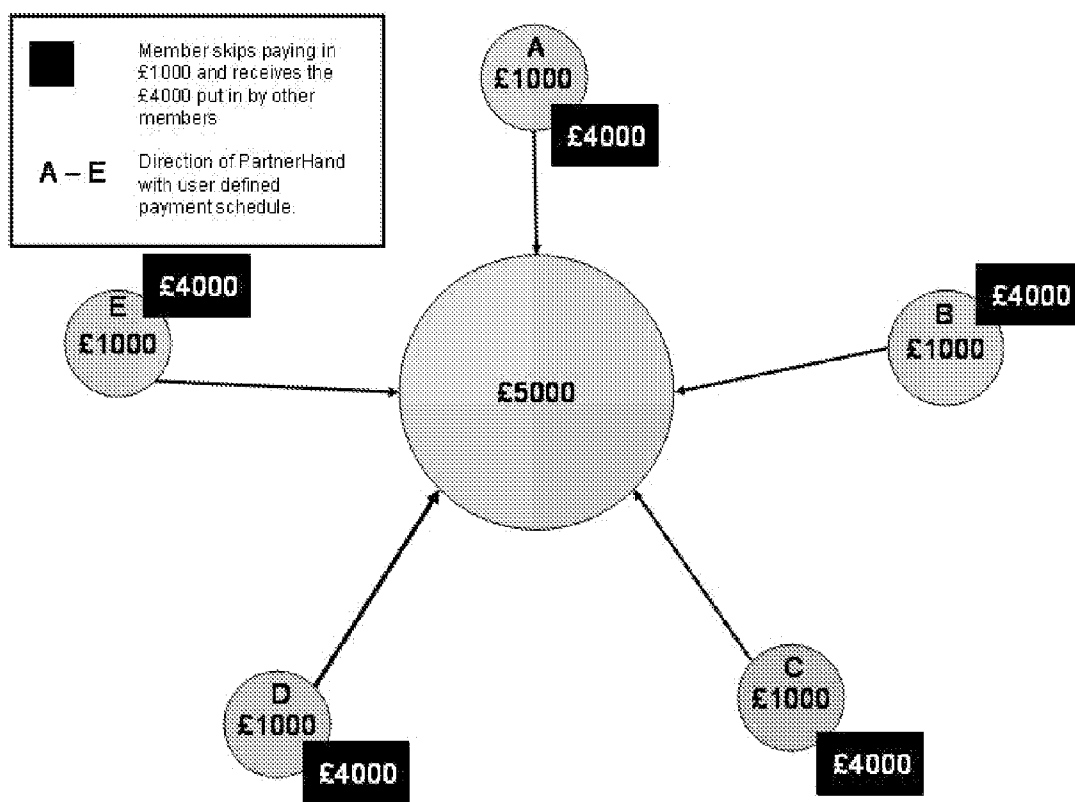 Member skips paying in
£1000 and receives the
£4000 put in by other
members
A – E
Direction of PartnerHand
with user defined
payment schedule.
A
£1000
£4000
E
£1000
£4000
B
£1000
£4000
£5000
D
£1000
£4000
C
£1000
£4000